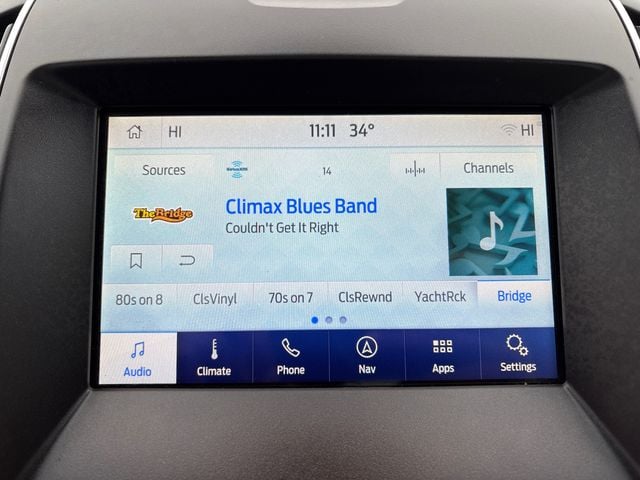 HI 11:11 34° HI
Sources SiriusXM 14 Channels
TheBridge
Climax Blues Band
Couldn't Get It Right
80s on 8 ClsVinyl 70s on 7 ClsRewnd YachtRck Bridge
Audio Climate Phone Nav Apps Settings